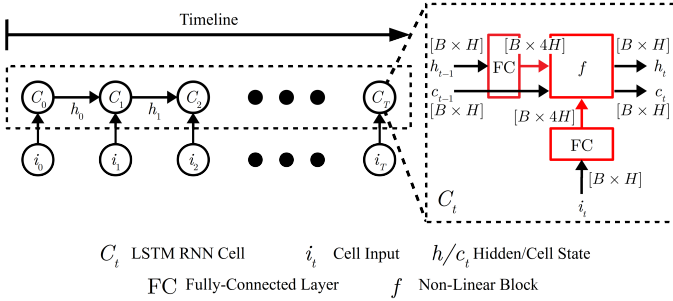 Timeline
[B × H] [B × 4H] [B × H]
h_{t-1} FC f h_t
c_{t-1} c_t
[B × H] [B × 4H] [B × H]
C_0 C_1 C_2 C_T
h_0 h_1
FC
i_0 i_1 i_2 i_T
[B × H]
C_t i_t
C_t LSTM RNN Cell i_t Cell Input h/c_t Hidden/Cell State
FC Fully-Connected Layer f Non-Linear Block